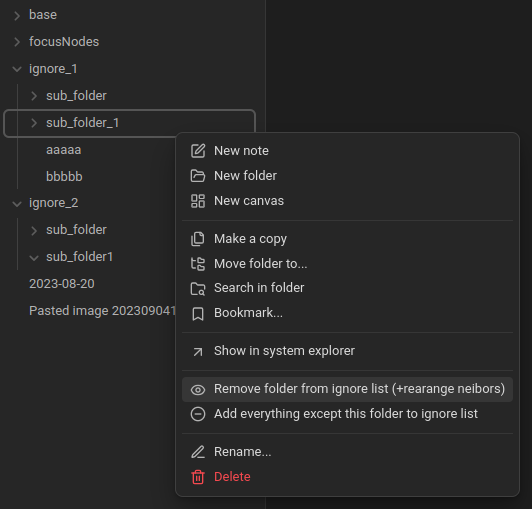 base
focusNodes
ignore_1
sub_folder
sub_folder_1
aaaaa
bbbbb
ignore_2
sub_folder
sub_folder1
2023-08-20
Pasted image 202309041
New note
New folder
New canvas
Make a copy
Move folder to...
Search in folder
Bookmark...
Show in system explorer
Remove folder from ignore list (+rearange neibors)
Add everything except this folder to ignore list
Rename...
Delete